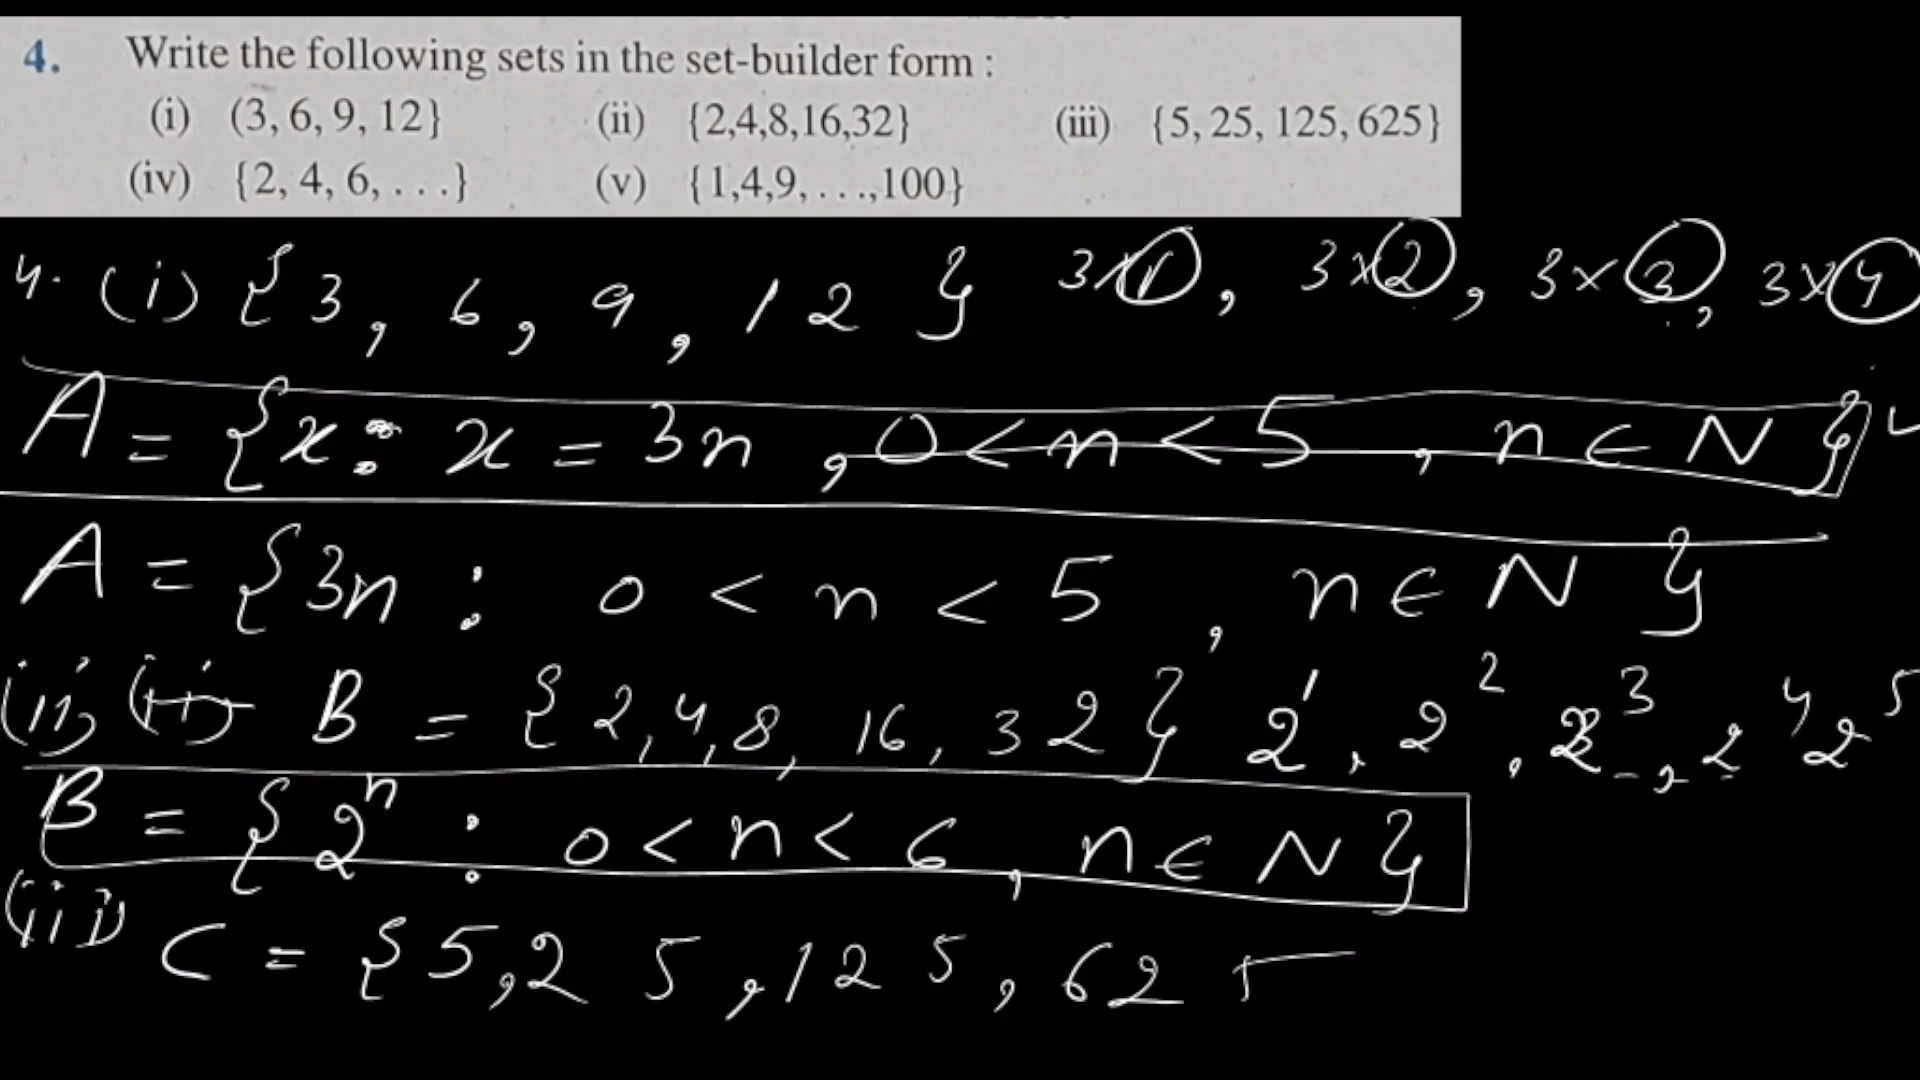 4. Write the following sets in the set-builder form :
(i) (3, 6, 9, 12} (ii) {2,4,8,16,32} (iii) {5, 25, 125, 625}
(iv) {2, 4, 6, . . .} (v) {1,4,9, . . .,100}
4. (i) { 3, 6, 9, 12 } 3×1, 3×2, 3×3, 3×4
A = { x : x = 3n, 0 < n < 5, n ∈ N }
A = { 3n : 0 < n < 5, n ∈ N }
(ii) (ii) B = { 2, 4, 8, 16, 32 } 2¹, 2², 2³, 2⁴ 2⁵
B = { 2ⁿ : 0 < n < 6, n ∈ N }
(iii) C = { 5, 25, 125, 625